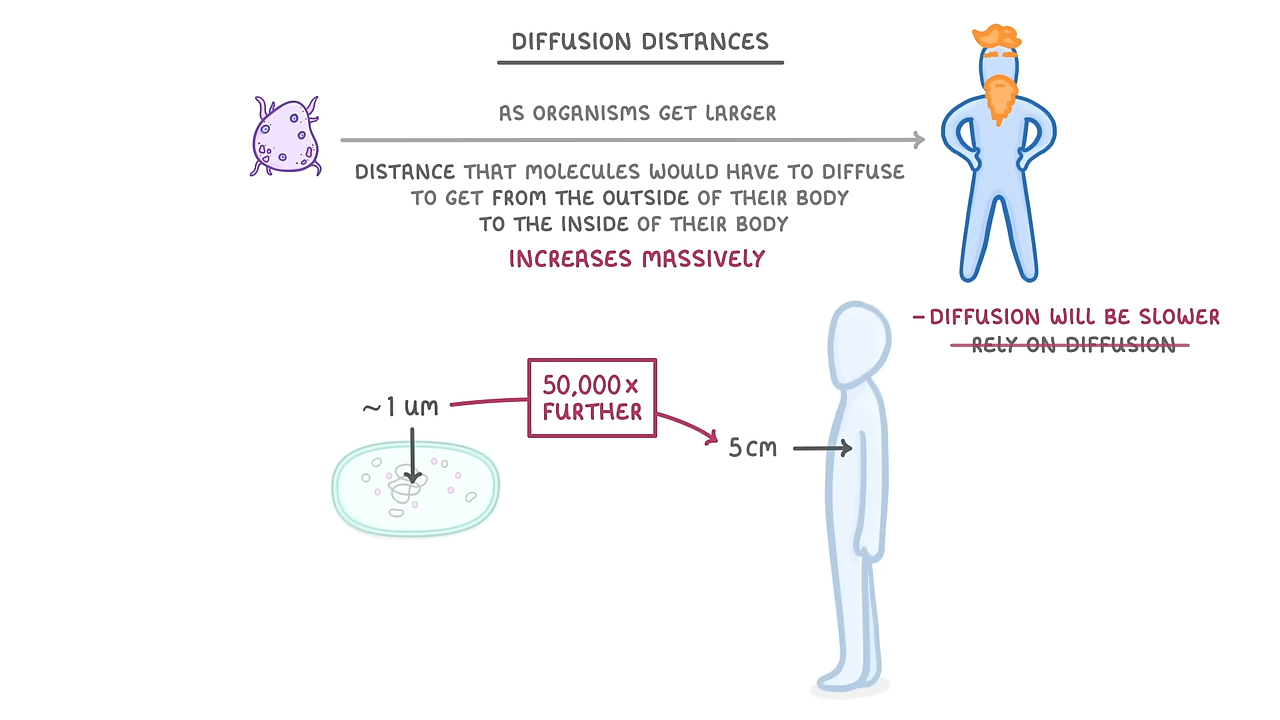 DIFFUSION DISTANCES
AS ORGANISMS GET LARGER
DISTANCE THAT MOLECULES WOULD HAVE TO DIFFUSE
TO GET FROM THE OUTSIDE OF THEIR BODY
TO THE INSIDE OF THEIR BODY
INCREASES MASSIVELY
- DIFFUSION WILL BE SLOWER
RELY ON DIFFUSION
50,000 x
FURTHER
~ 1 um
5 cm